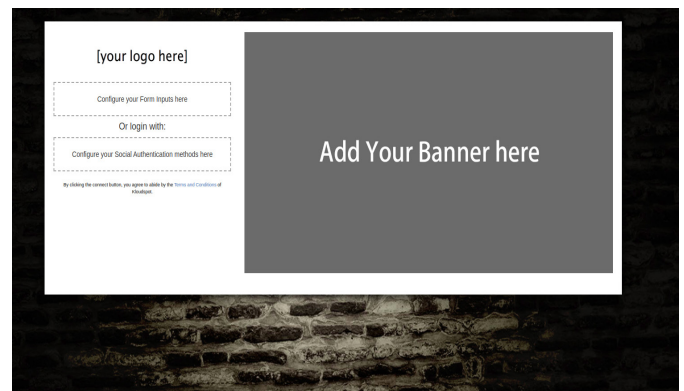 [your logo here]
Configure your Form Inputs here
Or login with:
Configure your Social Authentication methods here
By clicking the connect button, you agree to abide by the Terms and Conditions of
Kloudspot.
Add Your Banner here